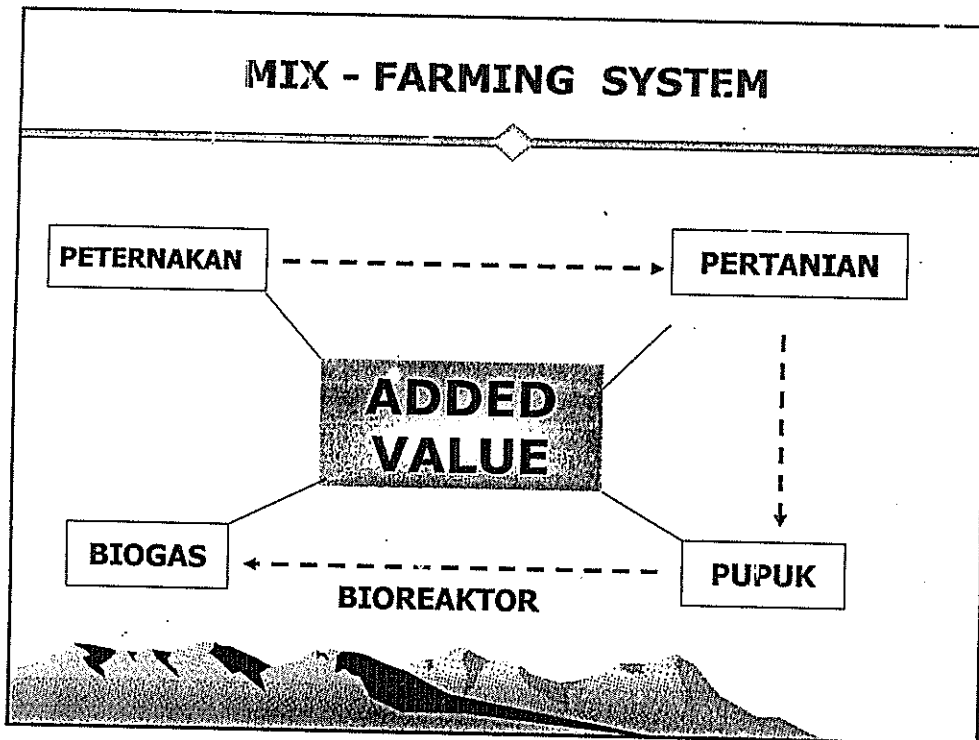 MIX - FARMING SYSTEM
PETERNAKAN
PERTANIAN
ADDED
VALUE
BIOGAS
PUPUK
BIOREAKTOR